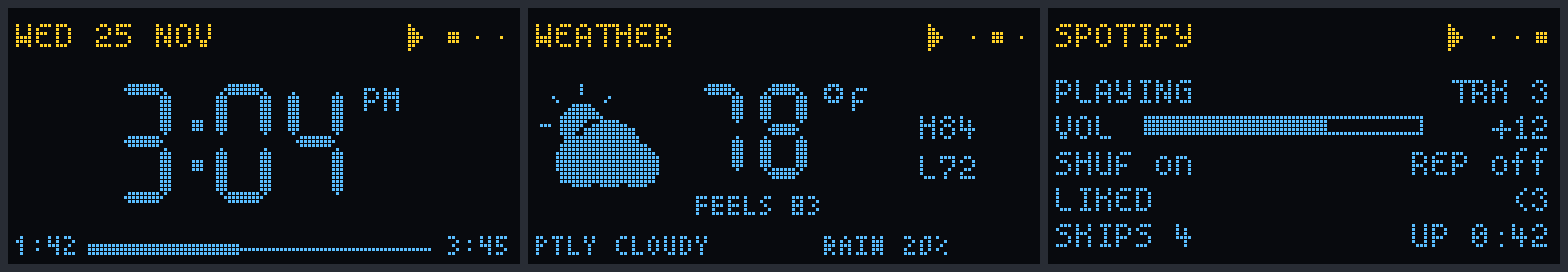 WED 25 NOV
3:04 PM
1:42 3:45
WEATHER
78 °F
H84
L72
FEELS 83
PTLY CLOUDY RAIN 20%
SPOTIFY
PLAYING TRK 3
VOL +12
SHUF on REP off
LIKED <3
SKIPS 4 UP 0:42